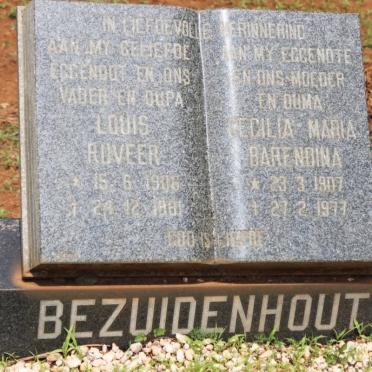 IN LIEFDEVOLLE HERINNERING
AAN MY GELIEFDE
EGGENOOT EN ONS
VADER EN OUPA
LOUIS
RUVEER
* 15.6.1906
† 24.12.1981
AAN MY EGGENOTE
EN ONS MOEDER
EN OUMA
CECILIA MARIA
BARENDINA
* 23.3.1907
† 27.2.1977
GOD IS LIEFDE
BEZUIDENHOUT